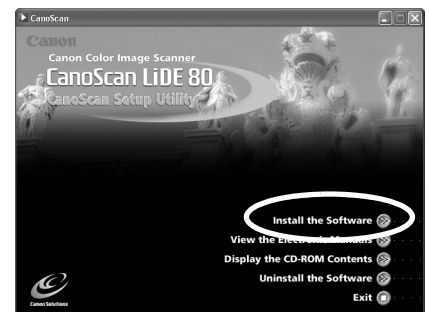 CanoScan
Canon
Canon Color Image Scanner
CanoScan LiDE 80
CanoScan Setup Utility
Install the Software
View the Electronic Manuals
Display the CD-ROM Contents
Uninstall the Software
Exit
Canon Solutions